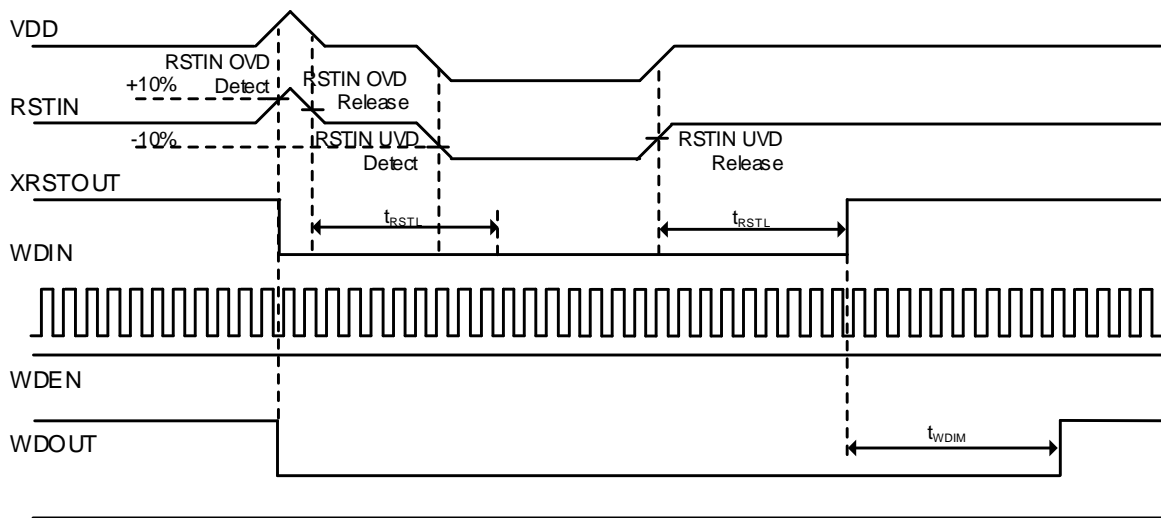 VDD
RSTIN OVD
Detect
+10%
RSTIN OVD
Release
RSTIN
-10%
RSTIN UVD
Detect
RSTIN UVD
Release
XRSTOUT
tRSTL
tRSTL
WDIN
WDEN
WDOUT
tWDIM